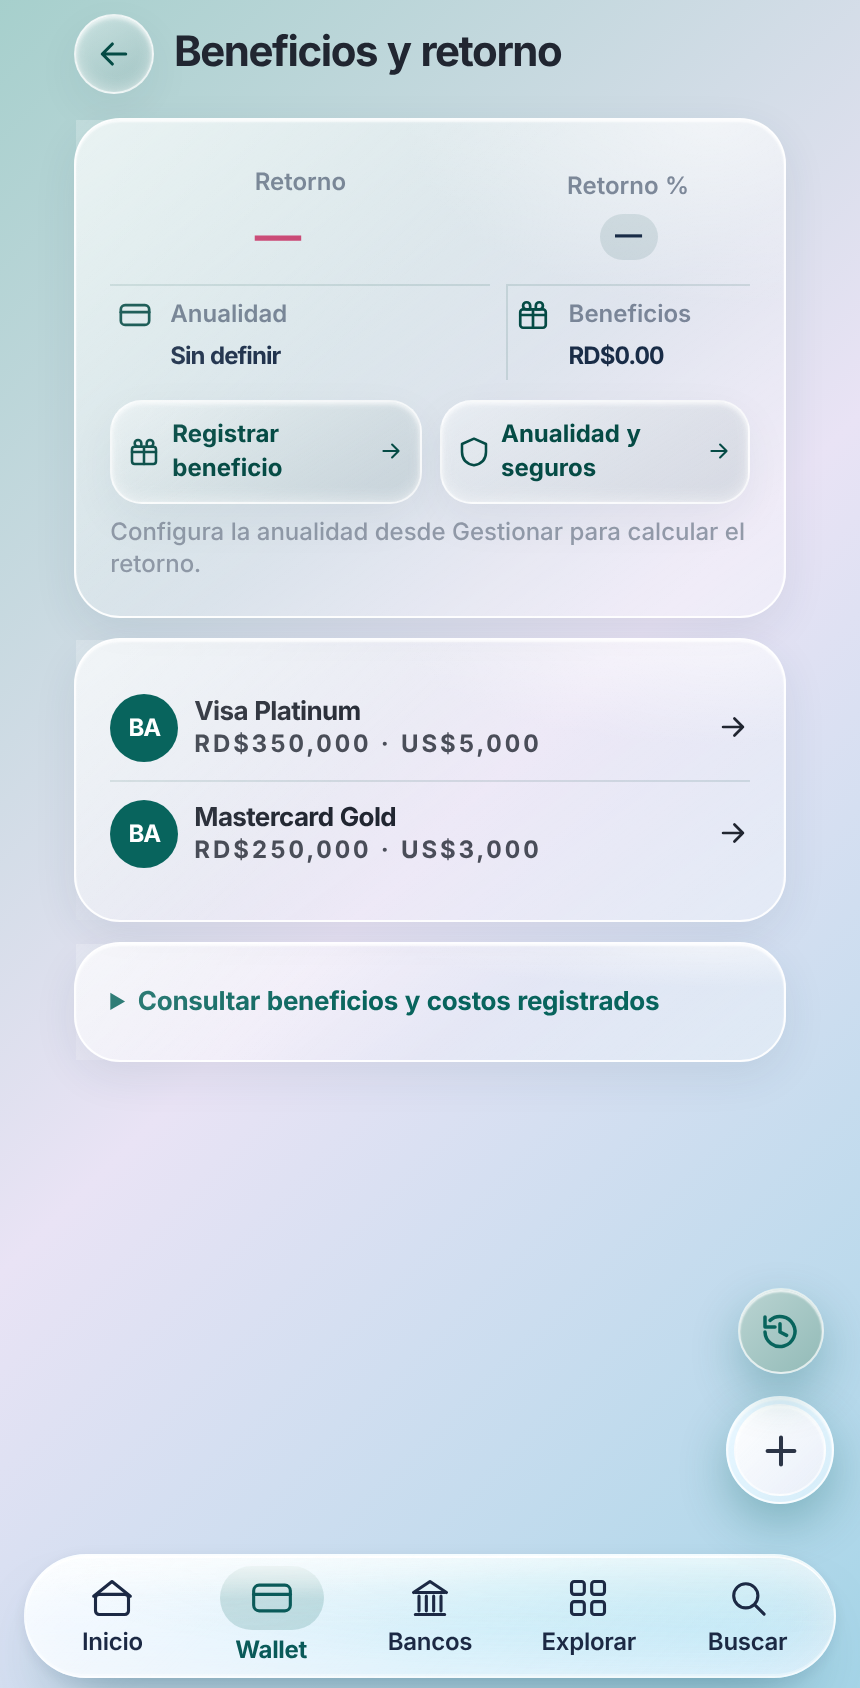 Beneficios y retorno
Retorno
Retorno %
—
—
Anualidad
Sin definir
Beneficios
RD$0.00
Registrar
beneficio
Anualidad y
seguros
Configura la anualidad desde Gestionar para calcular el
retorno.
BA
Visa Platinum
RD$350,000 · US$5,000
BA
Mastercard Gold
RD$250,000 · US$3,000
Consultar beneficios y costos registrados
Inicio
Wallet
Bancos
Explorar
Buscar